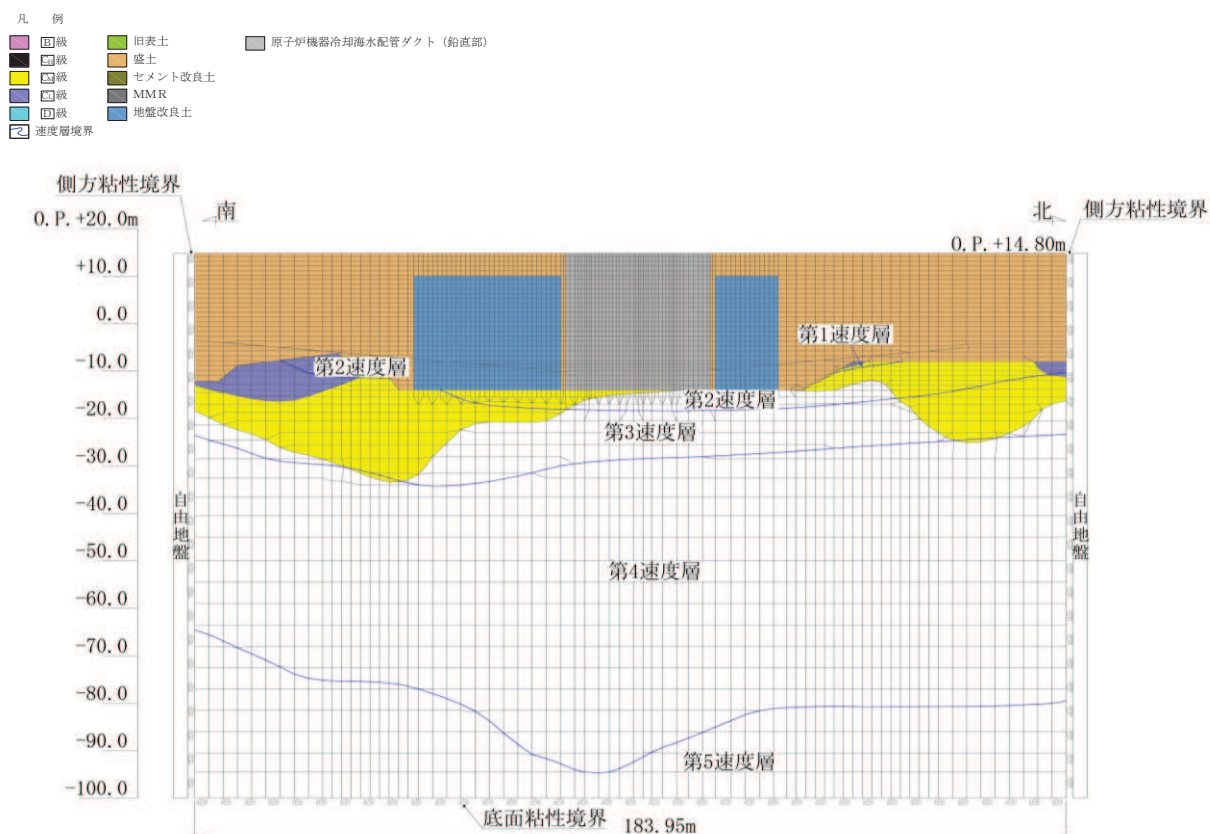 凡 例
B級 旧表土 原子炉機器冷却海水配管ダクト（鉛直部）
CH級 盛土
CM級 セメント改良土
CL級 MMR
D級 地盤改良土
速度層境界
側方粘性境界
O.P.+20.0m 南 北 側方粘性境界
O.P.+14.80m
+10.0
0.0
第1速度層
-10.0
第2速度層
第2速度層
-20.0
第3速度層
-30.0
-40.0
自由地盤 自由地盤
-50.0
第4速度層
-60.0
-70.0
-80.0
-90.0
第5速度層
-100.0
底面粘性境界 183.95m